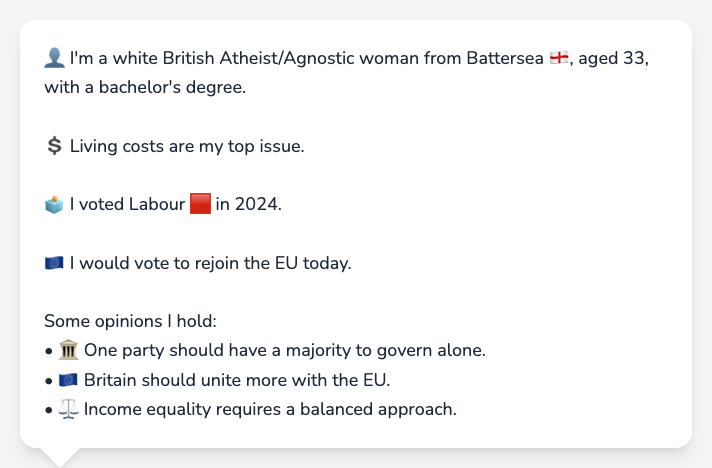 👤 I'm a white British Atheist/Agnostic woman from Battersea 🏴󠁧󠁢󠁥󠁮󠁧󠁿, aged 33,
with a bachelor's degree.
💲 Living costs are my top issue.
🗳️ I voted Labour 🟥 in 2024.
🇪🇺 I would vote to rejoin the EU today.
Some opinions I hold:
• 🏛️ One party should have a majority to govern alone.
• 🇪🇺 Britain should unite more with the EU.
• ⚖️ Income equality requires a balanced approach.